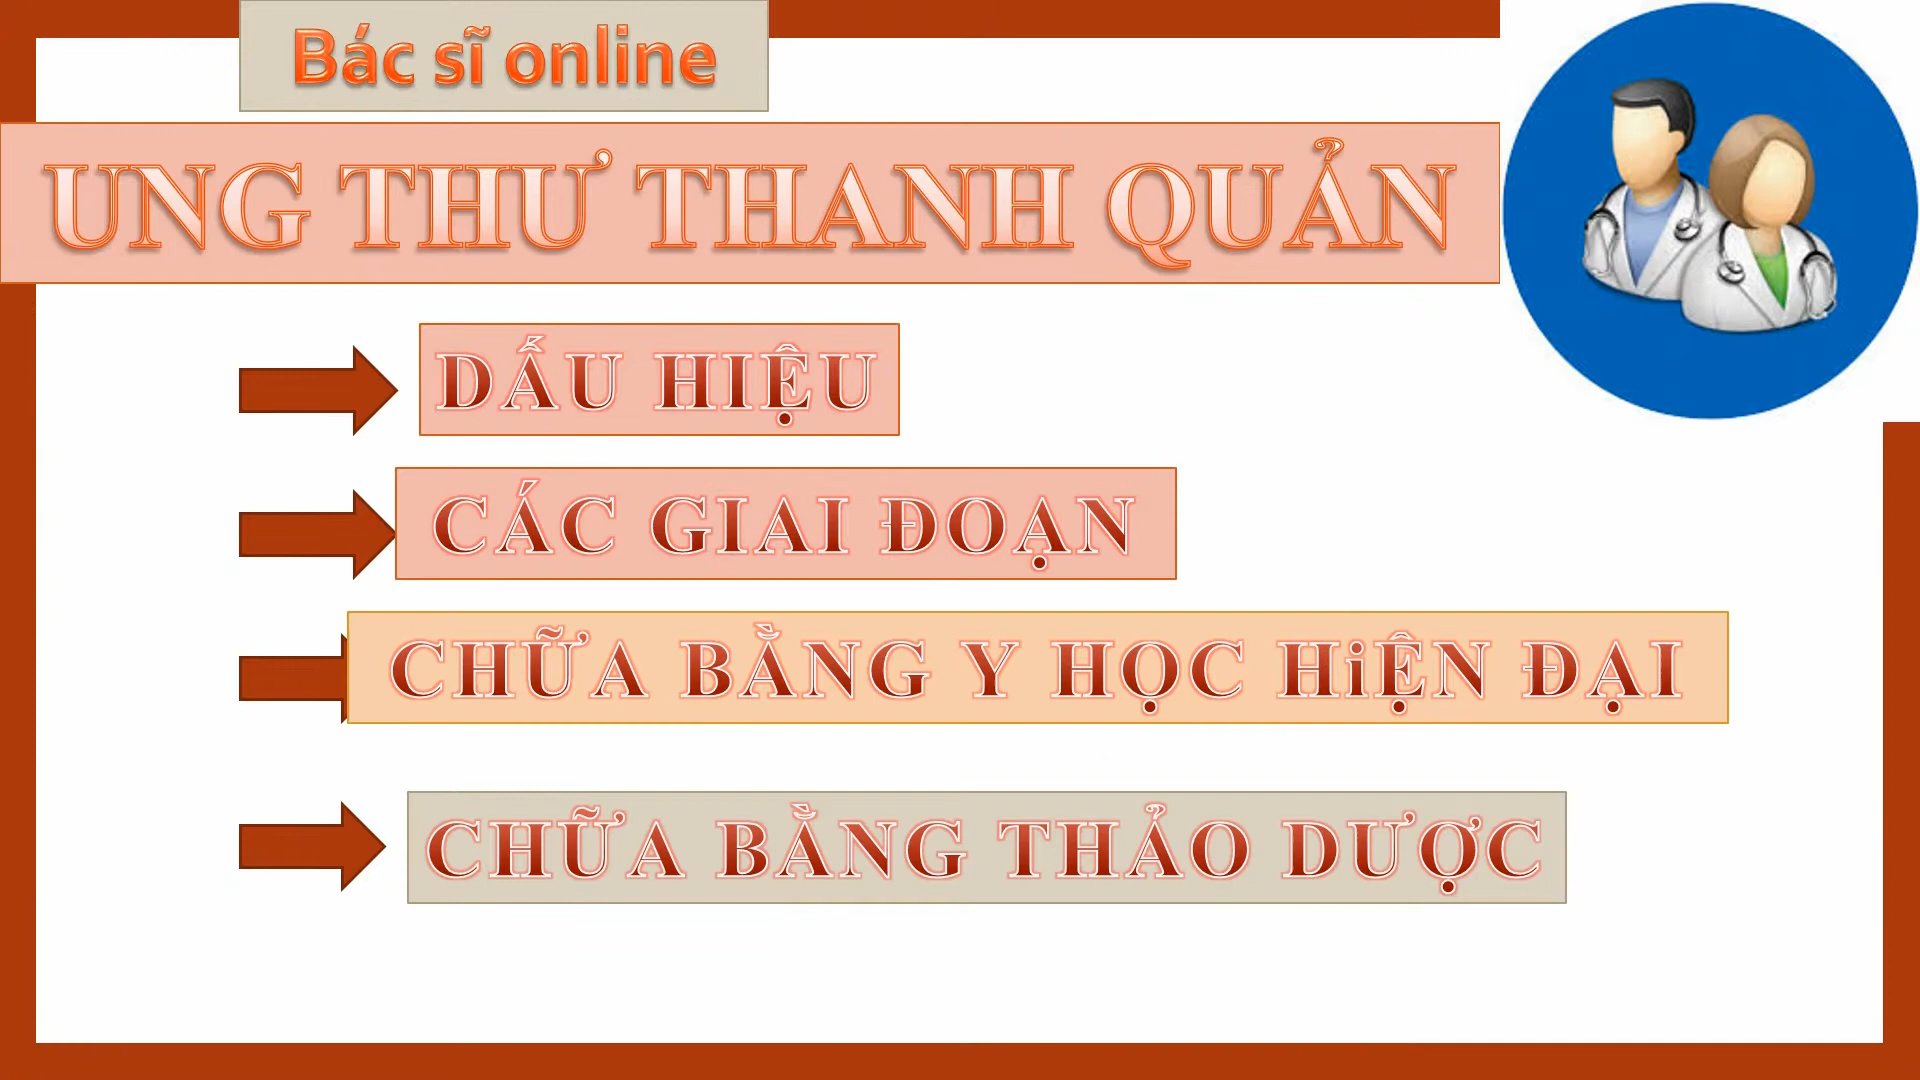 Bác sĩ online
UNG THƯ THANH QUẢN
DẤU HIỆU
CÁC GIAI ĐOẠN
CHỮA BẰNG Y HỌC HiỆN ĐẠI
CHỮA BẰNG THẢO DƯỢC